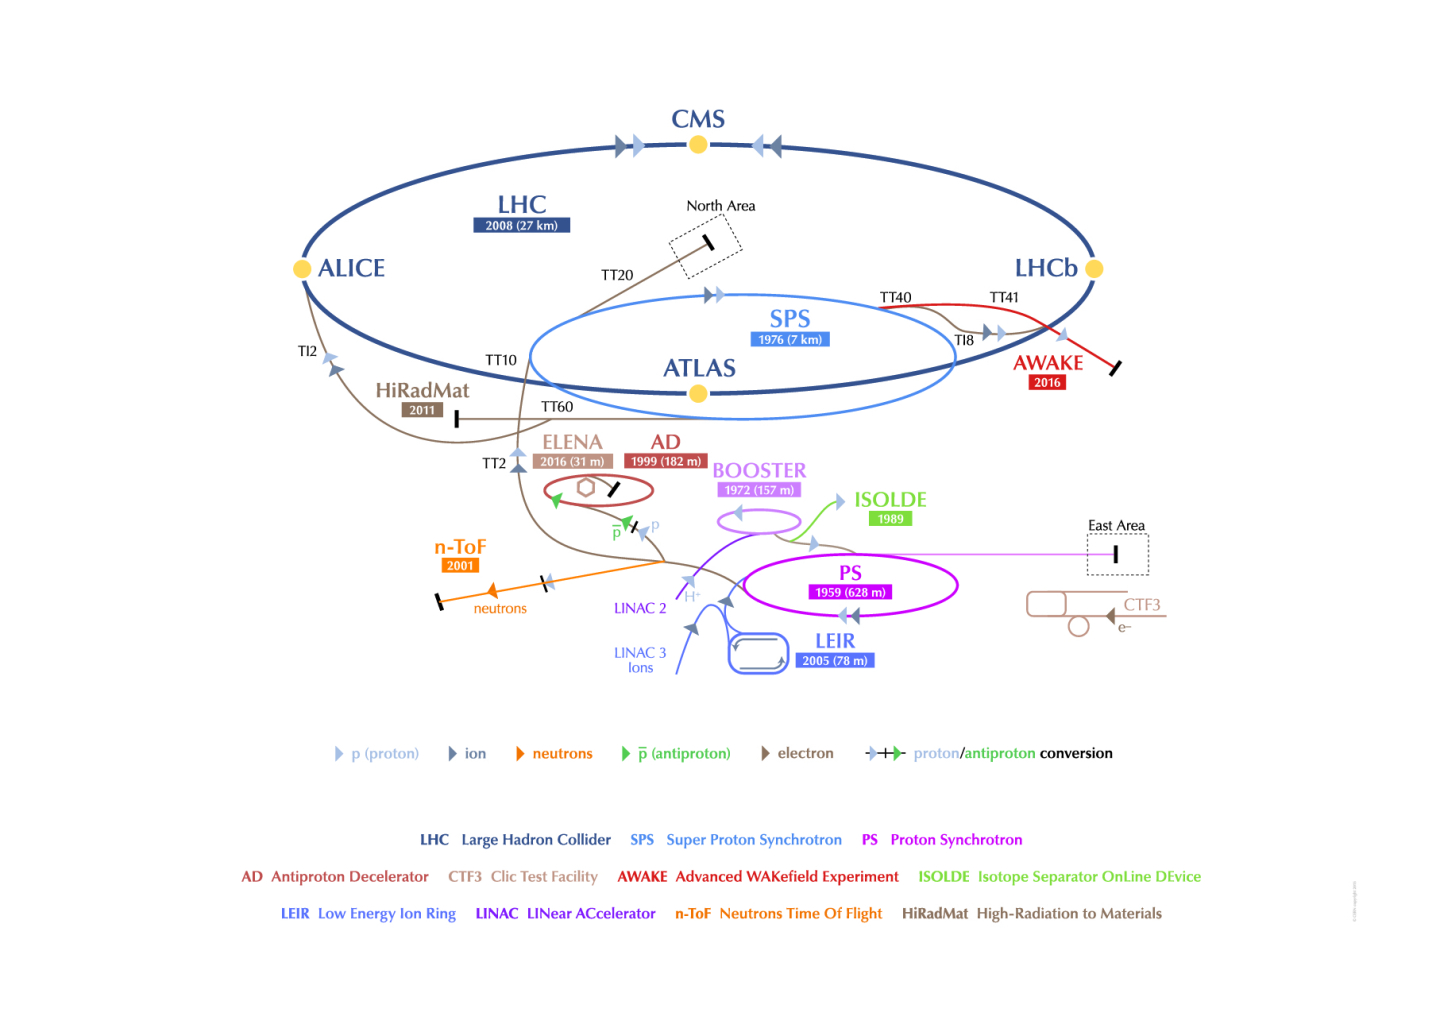 CMS
LHC
2008 (27 km)
North Area
ALICE
LHCb
TT20
TT40
TT41
SPS
1976 (7 km)
TI8
TI2
TT10
ATLAS
AWAKE
2016
HiRadMat
2011
TT60
ELENA
2016 (31 m)
AD
1999 (182 m)
TT2
BOOSTER
1972 (157 m)
ISOLDE
1989
p̅
p
East Area
n-ToF
2001
neutrons
PS
1959 (628 m)
H⁺
LINAC 2
CTF3
e–
LEIR
2005 (78 m)
LINAC 3
Ions
p (proton) ion neutrons p̅ (antiproton) electron proton/antiproton conversion
LHC Large Hadron Collider SPS Super Proton Synchrotron PS Proton Synchrotron
AD Antiproton Decelerator CTF3 Clic Test Facility AWAKE Advanced WAKefield Experiment ISOLDE Isotope Separator OnLine DEvice
LEIR Low Energy Ion Ring LINAC LINear ACcelerator n-ToF Neutrons Time Of Flight HiRadMat High-Radiation to Materials